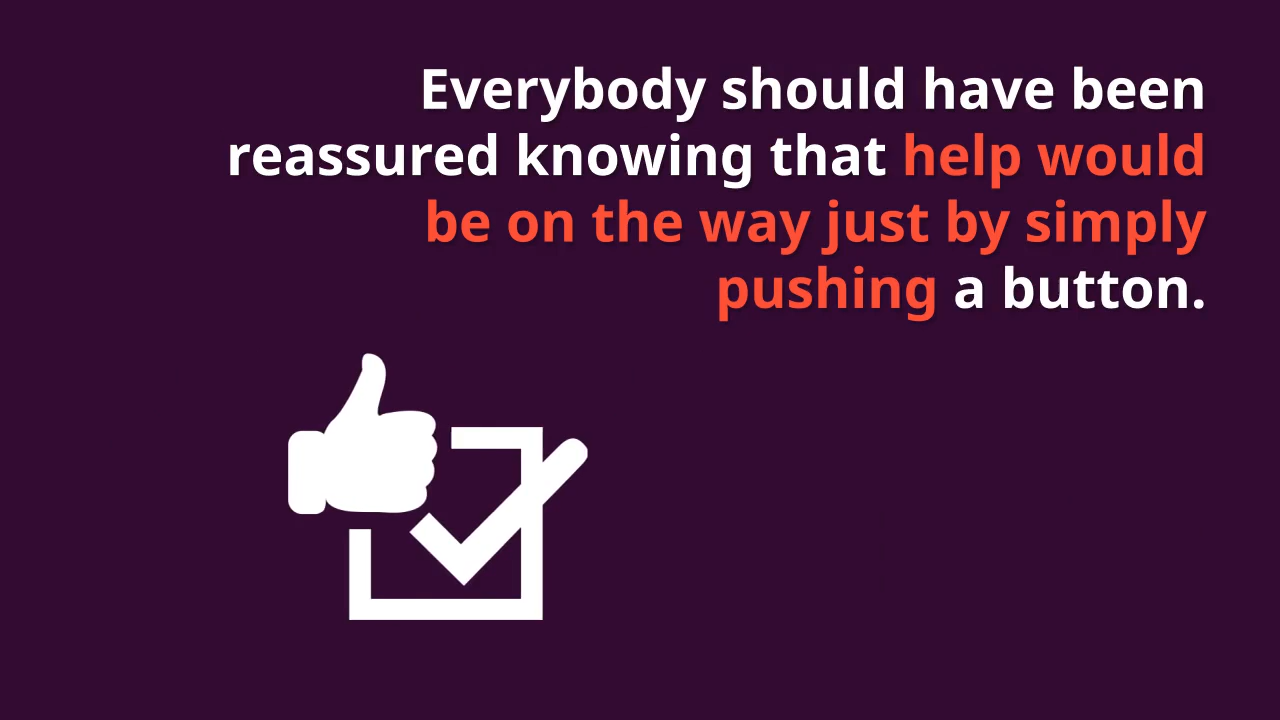 Everybody should have been
reassured knowing that help would
be on the way just by simply
pushing a button.